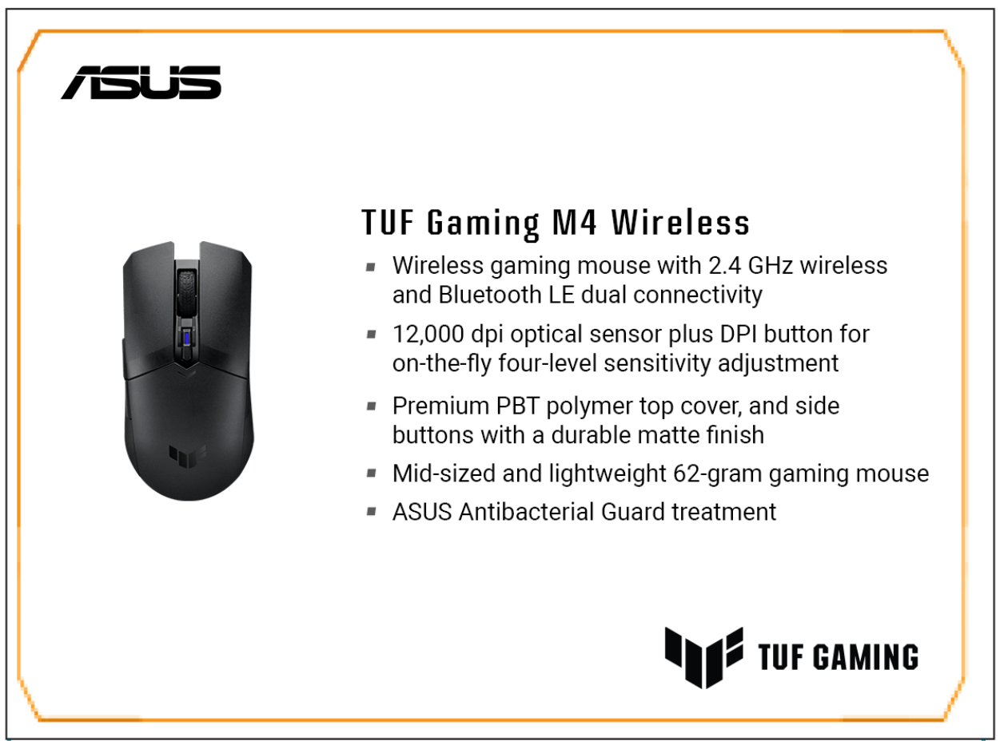 ASUS
TUF Gaming M4 Wireless
▪ Wireless gaming mouse with 2.4 GHz wireless
and Bluetooth LE dual connectivity
▪ 12,000 dpi optical sensor plus DPI button for
on-the-fly four-level sensitivity adjustment
▪ Premium PBT polymer top cover, and side
buttons with a durable matte finish
▪ Mid-sized and lightweight 62-gram gaming mouse
▪ ASUS Antibacterial Guard treatment
TUF GAMING